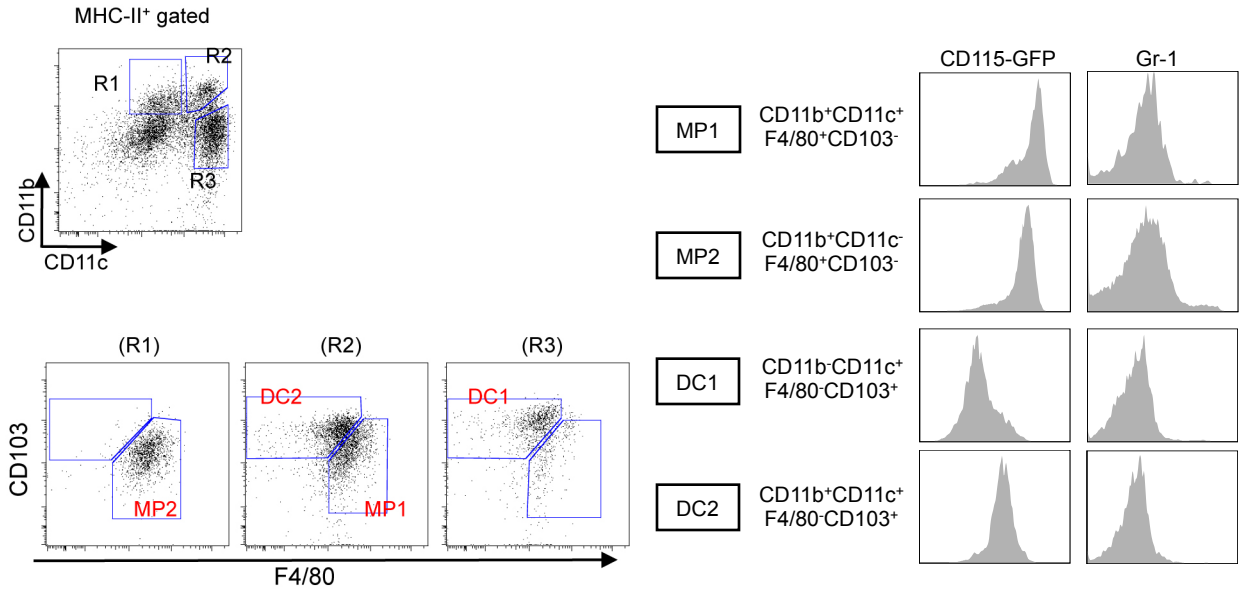 MHC-II⁺ gated
R1
R2
R3
CD11b
CD11c
(R1)
(R2)
(R3)
CD103
MP2
DC2
MP1
DC1
F4/80
CD115-GFP
Gr-1
MP1
CD11b⁺CD11c⁺
F4/80⁺CD103⁻
MP2
CD11b⁺CD11c⁻
F4/80⁺CD103⁻
DC1
CD11b⁻CD11c⁺
F4/80⁻CD103⁺
DC2
CD11b⁺CD11c⁺
F4/80⁻CD103⁺